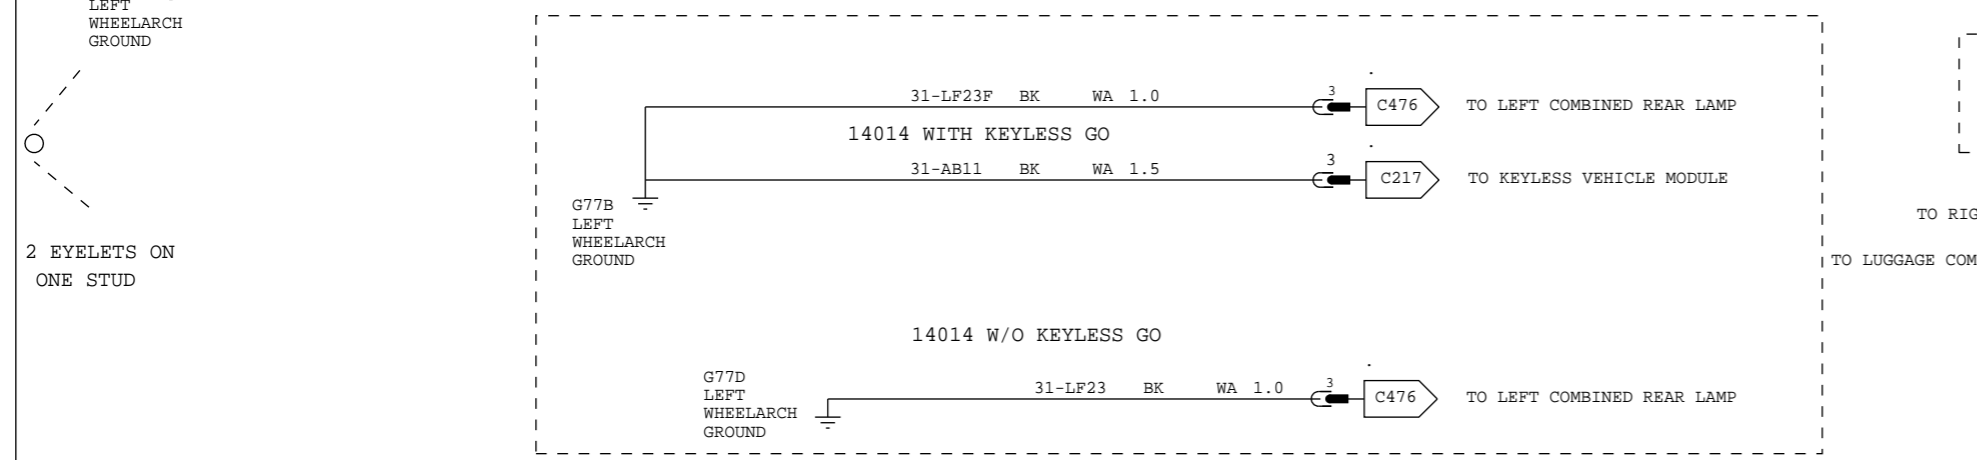 LEFT
WHEELARCH
GROUND
2 EYELETS ON
ONE STUD
31-LF23F BK WA 1.0 3 C476 TO LEFT COMBINED REAR LAMP
14014 WITH KEYLESS GO
31-AB11 BK WA 1.5 3 C217 TO KEYLESS VEHICLE MODULE
G77B
LEFT
WHEELARCH
GROUND
14014 W/O KEYLESS GO
G77D
LEFT
WHEELARCH
GROUND
31-LF23 BK WA 1.0 3 C476 TO LEFT COMBINED REAR LAMP
TO RIG
TO LUGGAGE COM